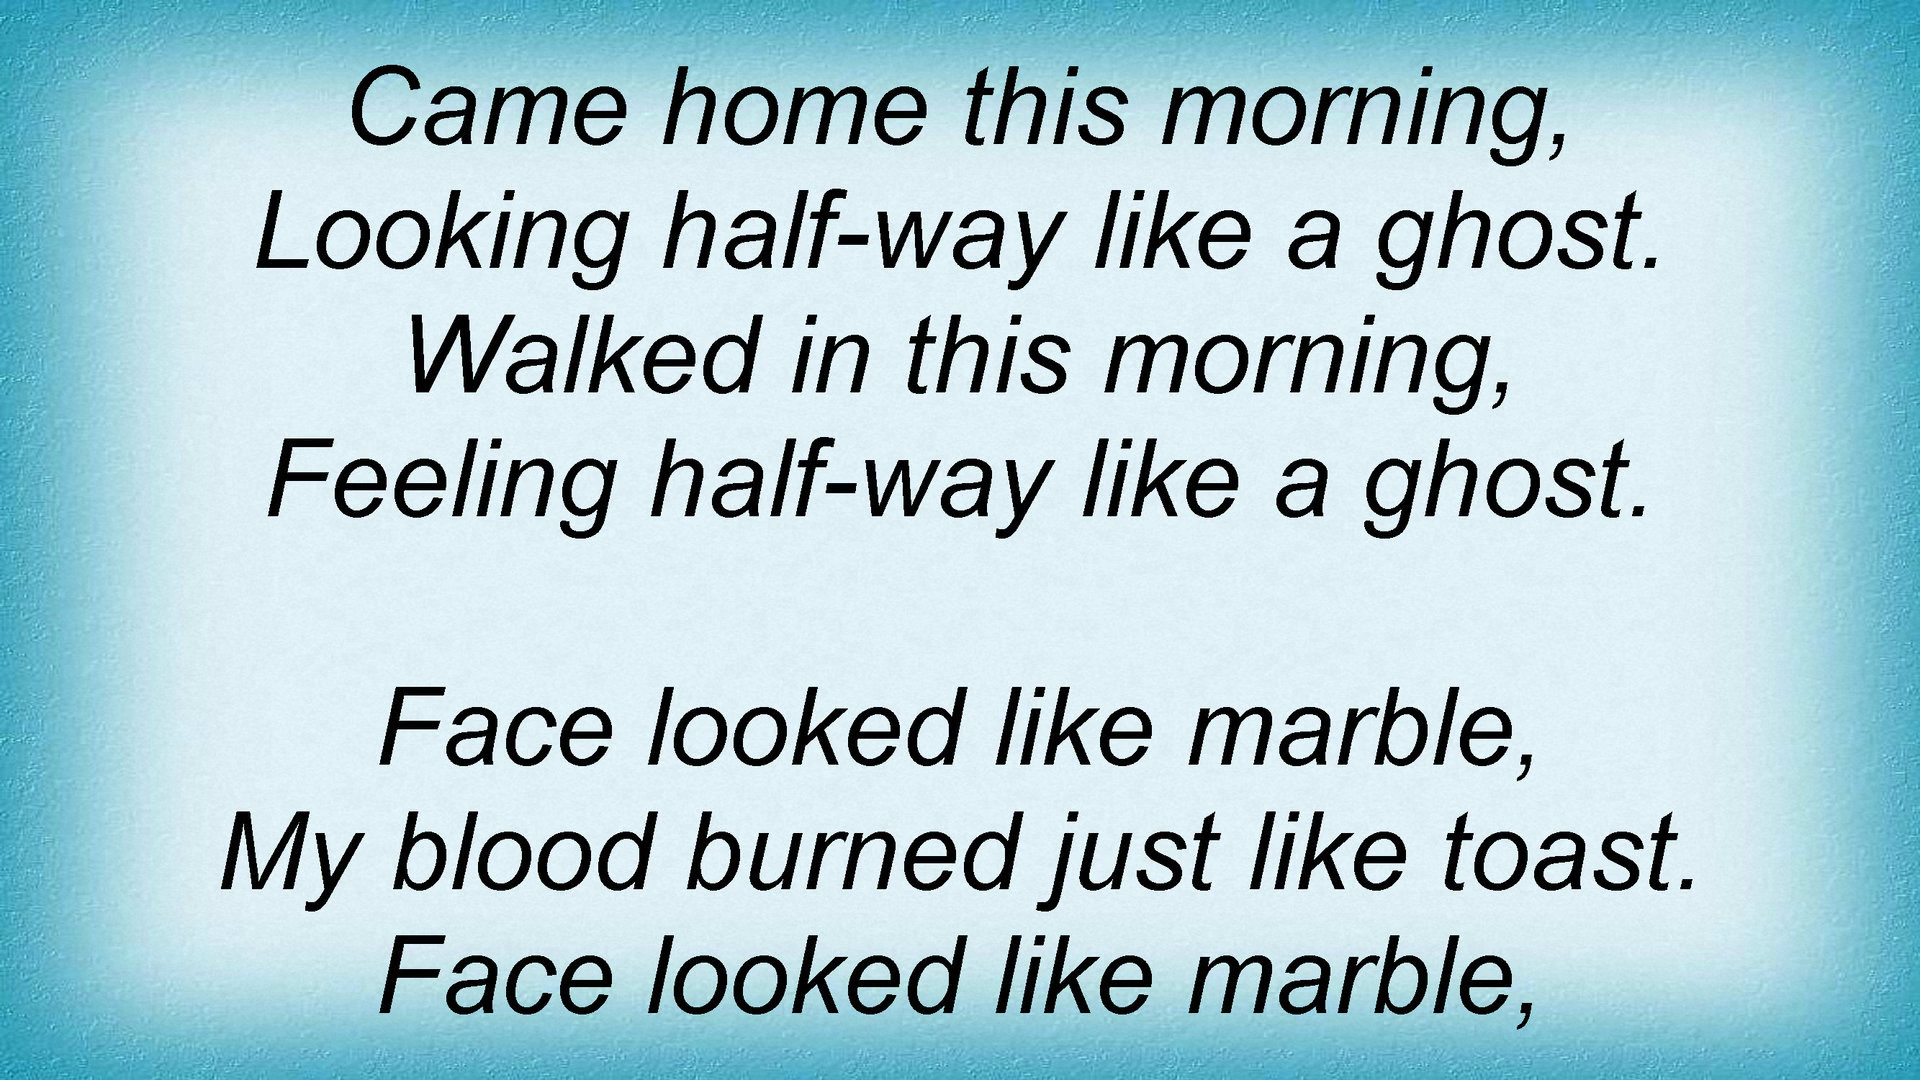 Came home this morning,
Looking half-way like a ghost.
Walked in this morning,
Feeling half-way like a ghost.
Face looked like marble,
My blood burned just like toast.
Face looked like marble,